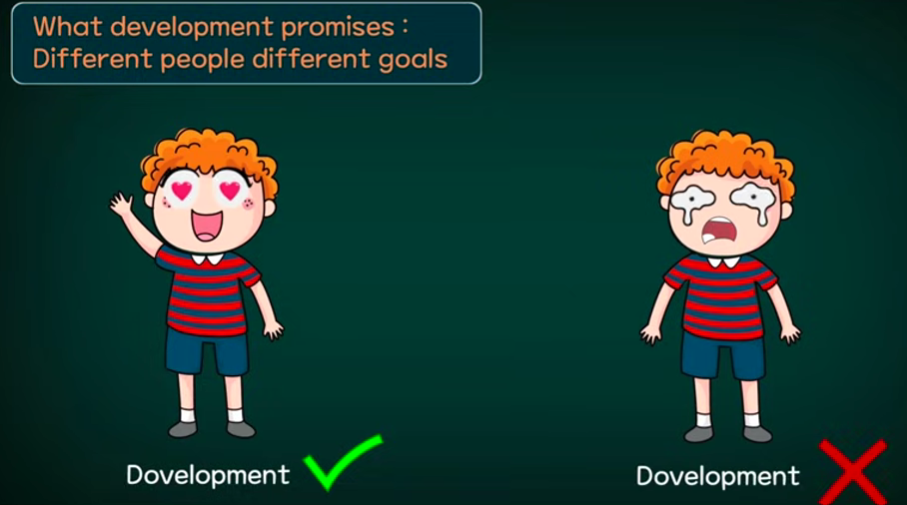 What development promises :
Different people different goals
Dovelopment
Dovelopment